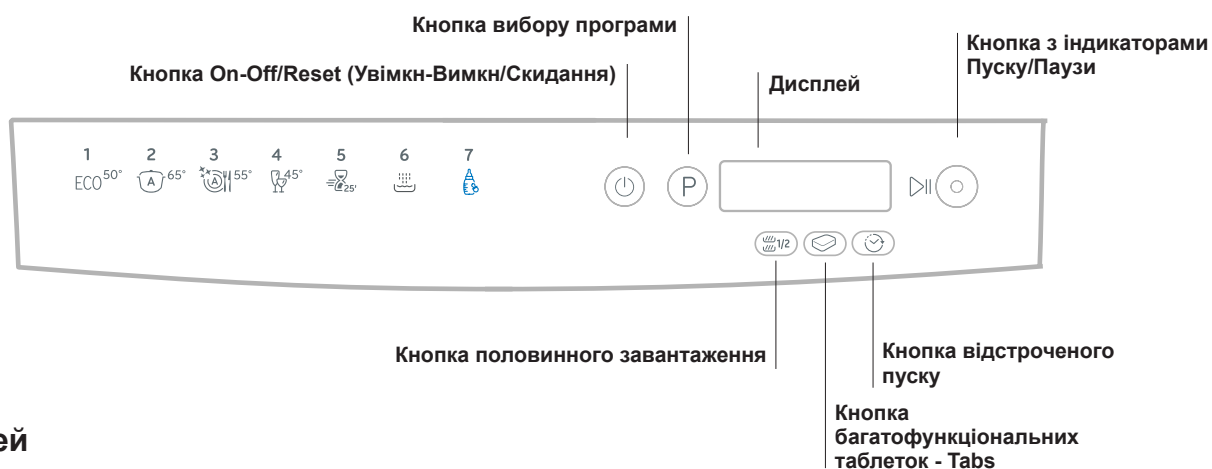 Кнопка вибору програми
Кнопка з індикаторами
Пуску/Паузи
Кнопка On-Off/Reset (Увімкн-Вимкн/Скидання)
Дисплей
1 2 3 4 5 6 7
ECO 50° A 65° A 55° 45° 25'
P
1/2
Кнопка половинного завантаження
Кнопка відстроченого
пуску
Кнопка
багатофункціональних
таблеток - Tabs
ей